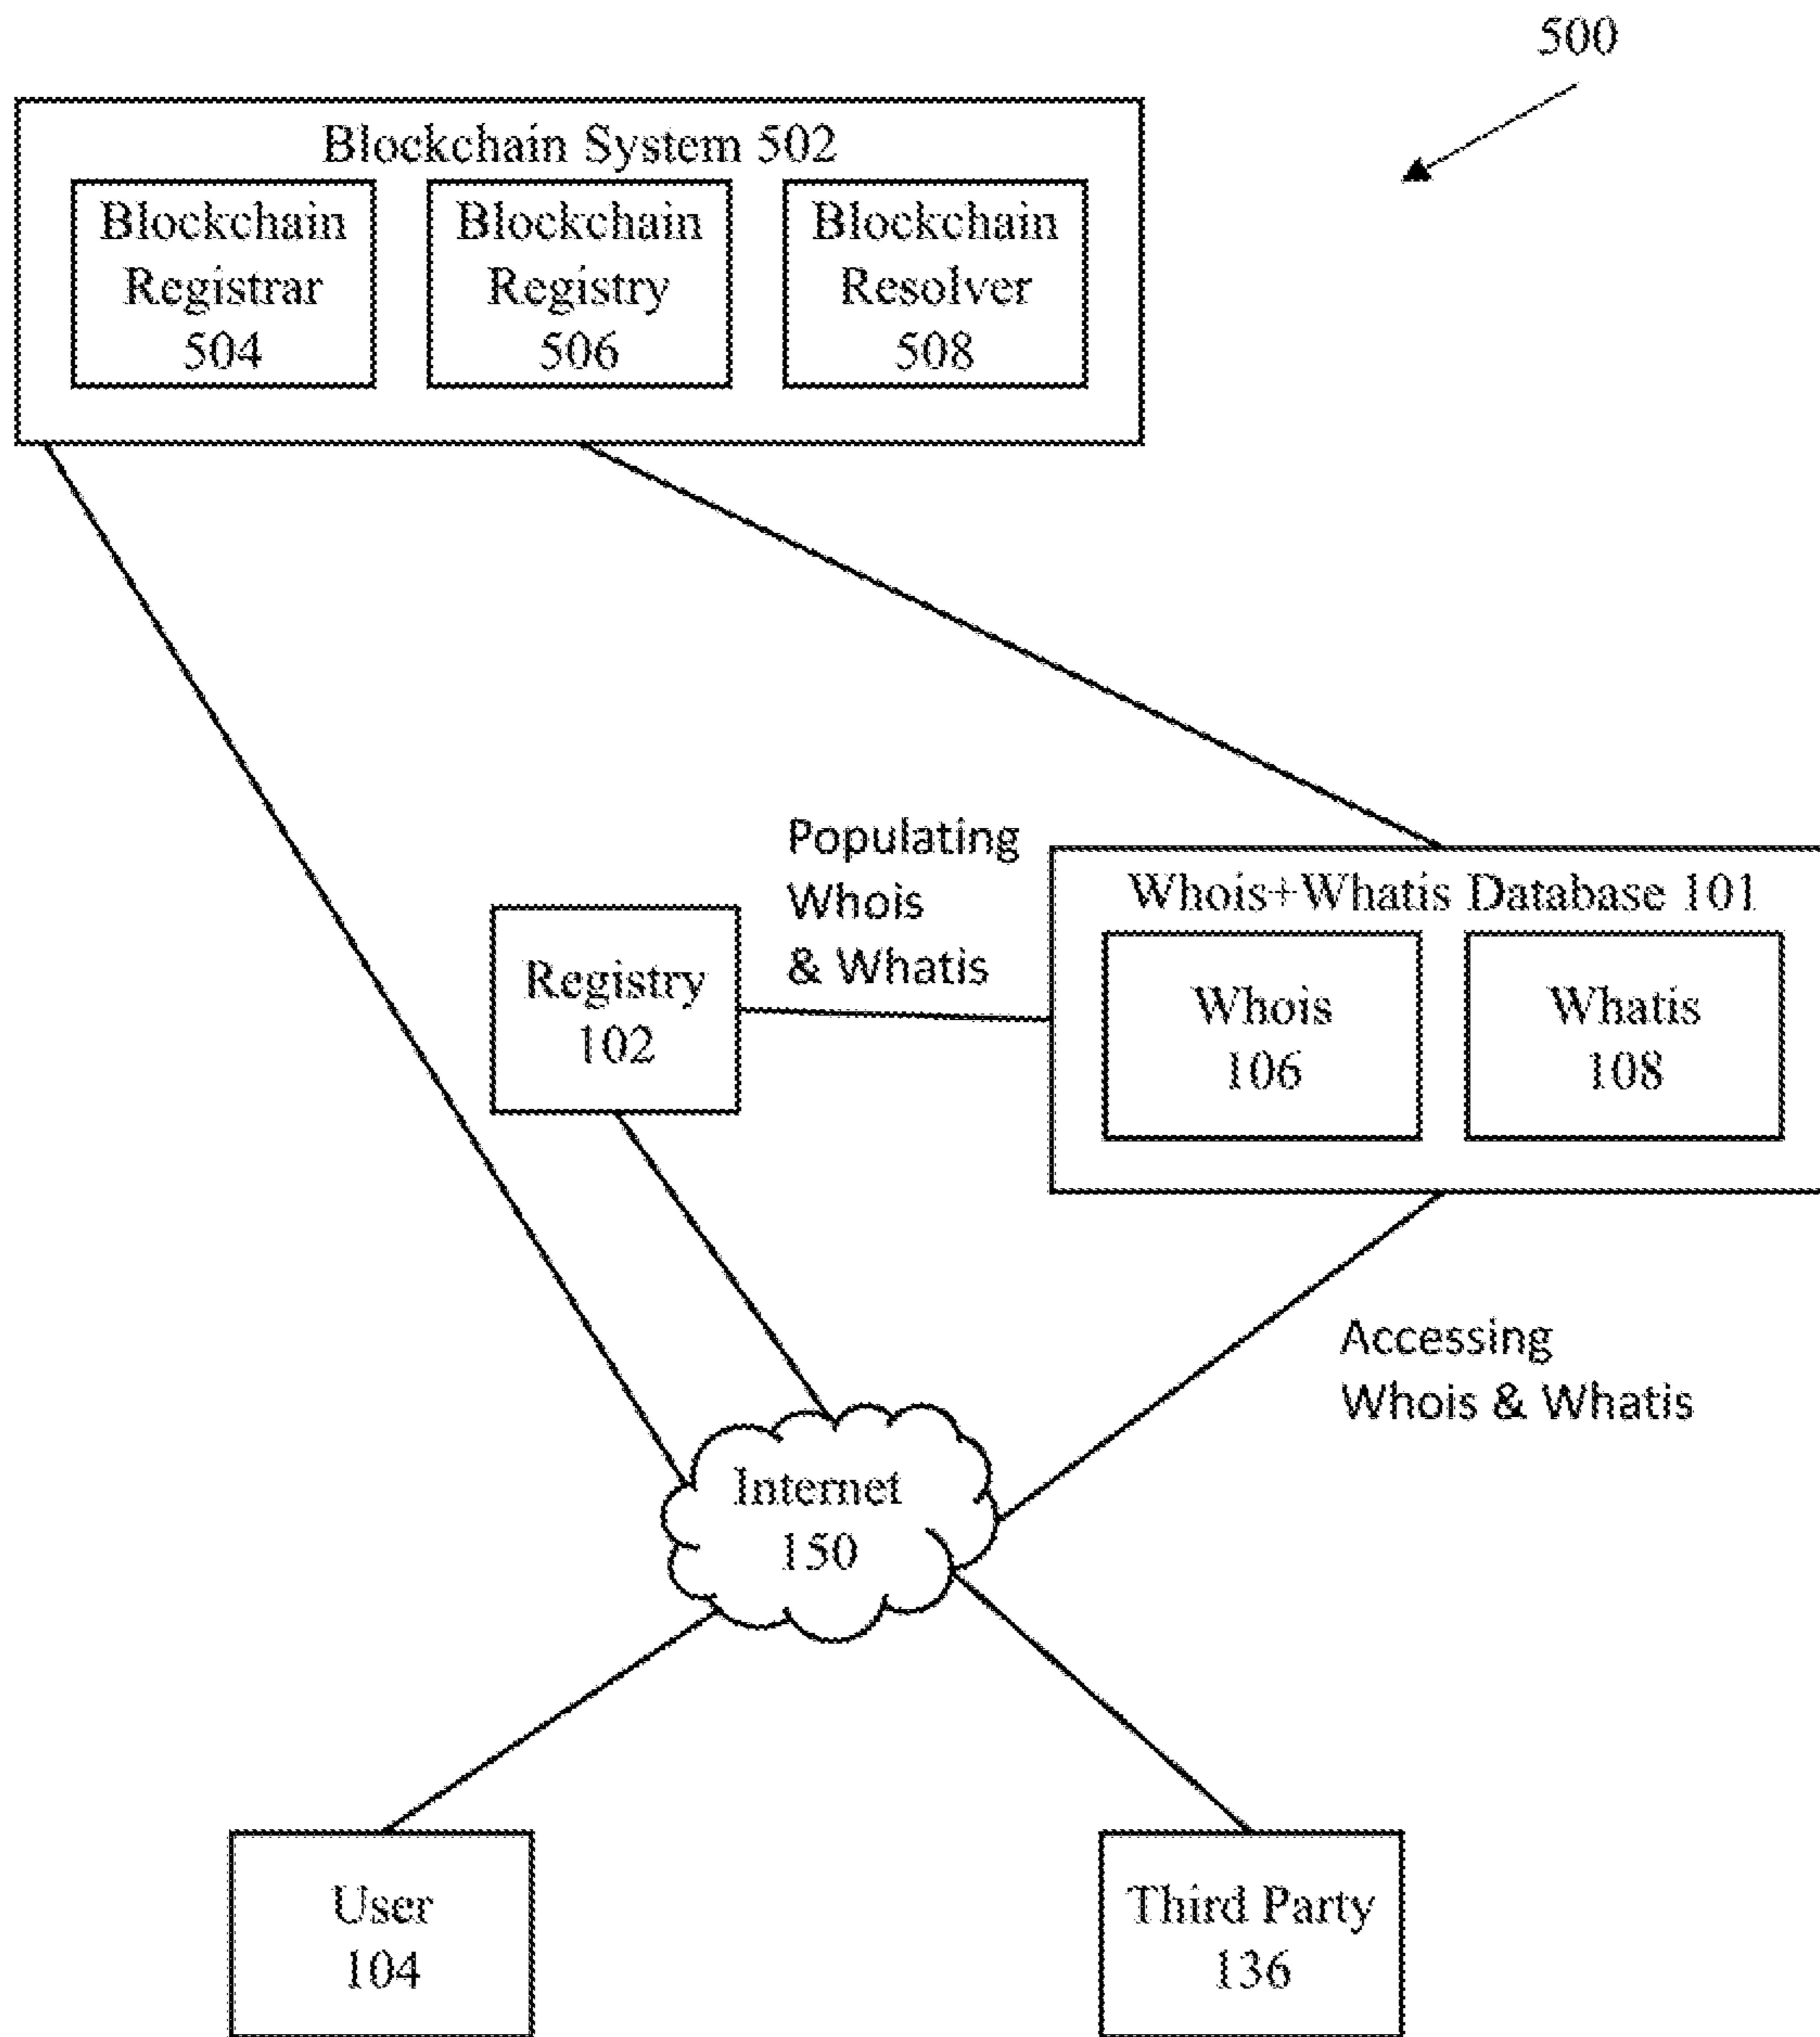 500
Blockchain System 502
Blockchain
Registrar
504
Blockchain
Registry
506
Blockchain
Resolver
508
Populating
Whois
& Whatis
Registry
102
Whois+Whatis Database 101
Whois
106
Whatis
108
Accessing
Whois & Whatis
Internet
150
User
104
Third Party
136